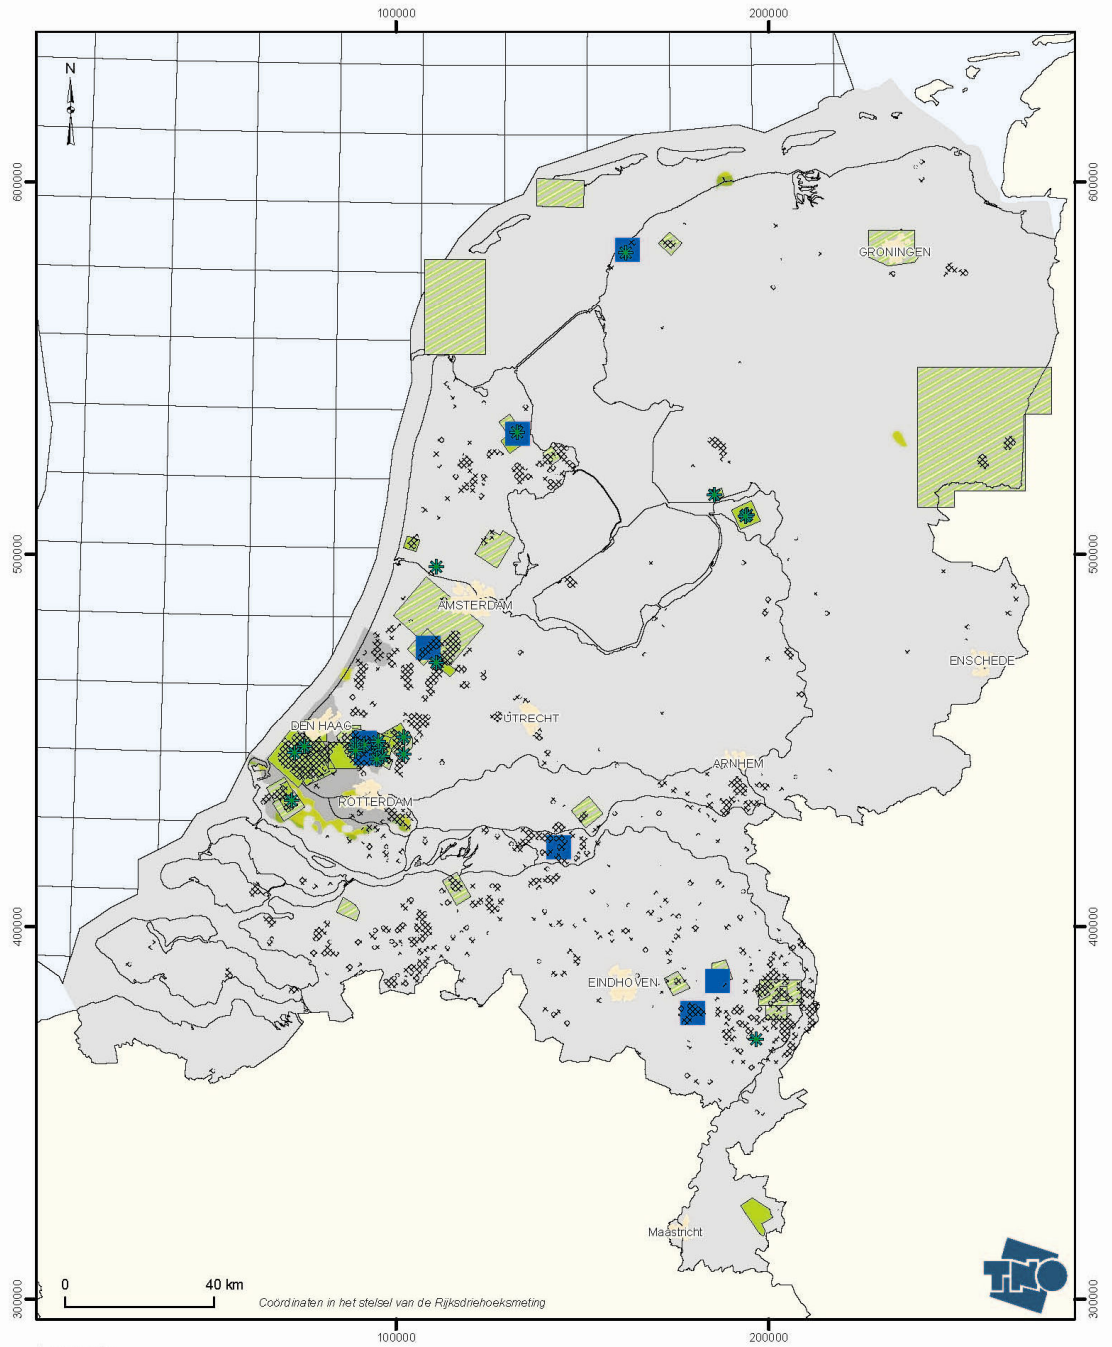 100000
200000
N
600000
600000
GRONINGEN
500000
500000
AMSTERDAM
ENSCHEDE
UTRECHT
DEN HAAG
ARNHEM
ROTTERDAM
400000
400000
EINDHOVEN
Maastricht
TNO
0
40 km
Coördinaten in het stelsel van de Rijksdriehoeksmeting
300000
300000
100000
200000